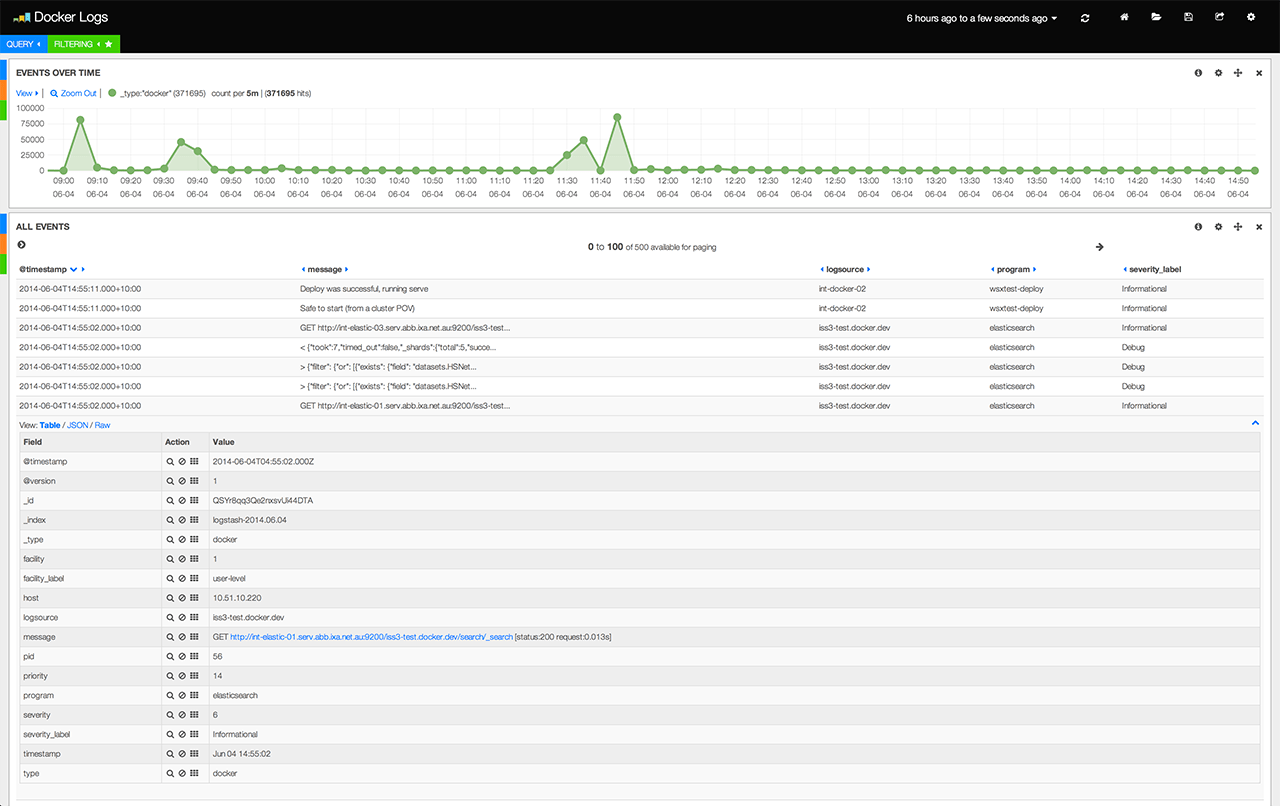 Docker Logs
6 hours ago to a few seconds ago
QUERY FILTERING
EVENTS OVER TIME
View Zoom Out | _type:"docker" (371695) count per 5m | (371695 hits)
100000
75000
50000
25000
0
09:00 09:10 09:20 09:30 09:40 09:50 10:00 10:10 10:20 10:30 10:40 10:50 11:00 11:10 11:20 11:30 11:40 11:50 12:00 12:10 12:20 12:30 12:40 12:50 13:00 13:10 13:20 13:30 13:40 13:50 14:00 14:10 14:20 14:30 14:40 14:50
06-04 06-04 06-04 06-04 06-04 06-04 06-04 06-04 06-04 06-04 06-04 06-04 06-04 06-04 06-04 06-04 06-04 06-04 06-04 06-04 06-04 06-04 06-04 06-04 06-04 06-04 06-04 06-04 06-04 06-04 06-04 06-04 06-04 06-04 06-04 06-04
ALL EVENTS
0 to 100 of 500 available for paging
@timestamp message logsource program severity_label
2014-06-04T14:55:11.000+10:00 Deploy was successful, running serve int-docker-02 wsxtest-deploy Informational
2014-06-04T14:55:11.000+10:00 Safe to start (from a cluster POV) int-docker-02 wsxtest-deploy Informational
2014-06-04T14:55:02.000+10:00 GET http://int-elastic-03.serv.abb.ixa.net.au:9200/iss3-test... iss3-test.docker.dev elasticsearch Informational
2014-06-04T14:55:02.000+10:00 < {"took":7,"timed_out":false,"_shards":{"total":5,"succe... iss3-test.docker.dev elasticsearch Debug
2014-06-04T14:55:02.000+10:00 > {"filter": {"or": [{"exists": {"field": "datasets.HSNet... iss3-test.docker.dev elasticsearch Debug
2014-06-04T14:55:02.000+10:00 > {"filter": {"or": [{"exists": {"field": "datasets.HSNet... iss3-test.docker.dev elasticsearch Debug
2014-06-04T14:55:02.000+10:00 GET http://int-elastic-01.serv.abb.ixa.net.au:9200/iss3-test... iss3-test.docker.dev elasticsearch Informational
View: Table / JSON / Raw
Field Action Value
@timestamp 2014-06-04T04:55:02.000Z
@version 1
_id QSYr8qq3Qe2nxsvUi44DTA
_index logstash-2014.06.04
_type docker
facility 1
facility_label user-level
host 10.51.10.220
logsource iss3-test.docker.dev
message GET http://int-elastic-01.serv.abb.ixa.net.au:9200/iss3-test.docker.dev/search/_search [status:200 request:0.013s]
pid 56
priority 14
program elasticsearch
severity 6
severity_label Informational
timestamp Jun 04 14:55:02
type docker